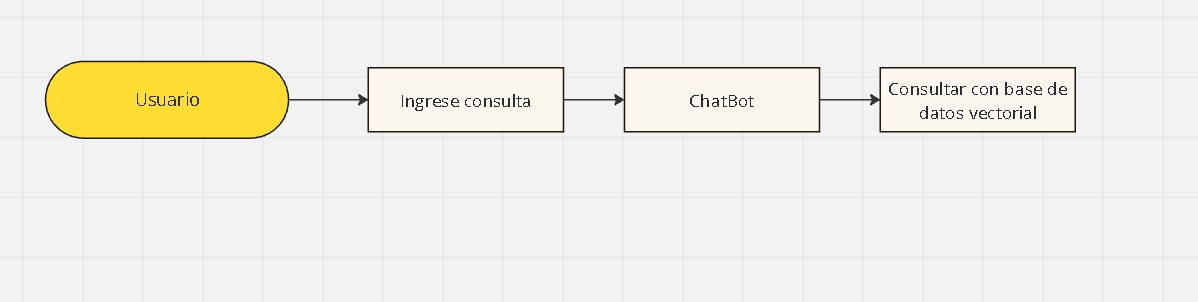 Usuario
Ingrese consulta
ChatBot
Consultar con base de
datos vectorial